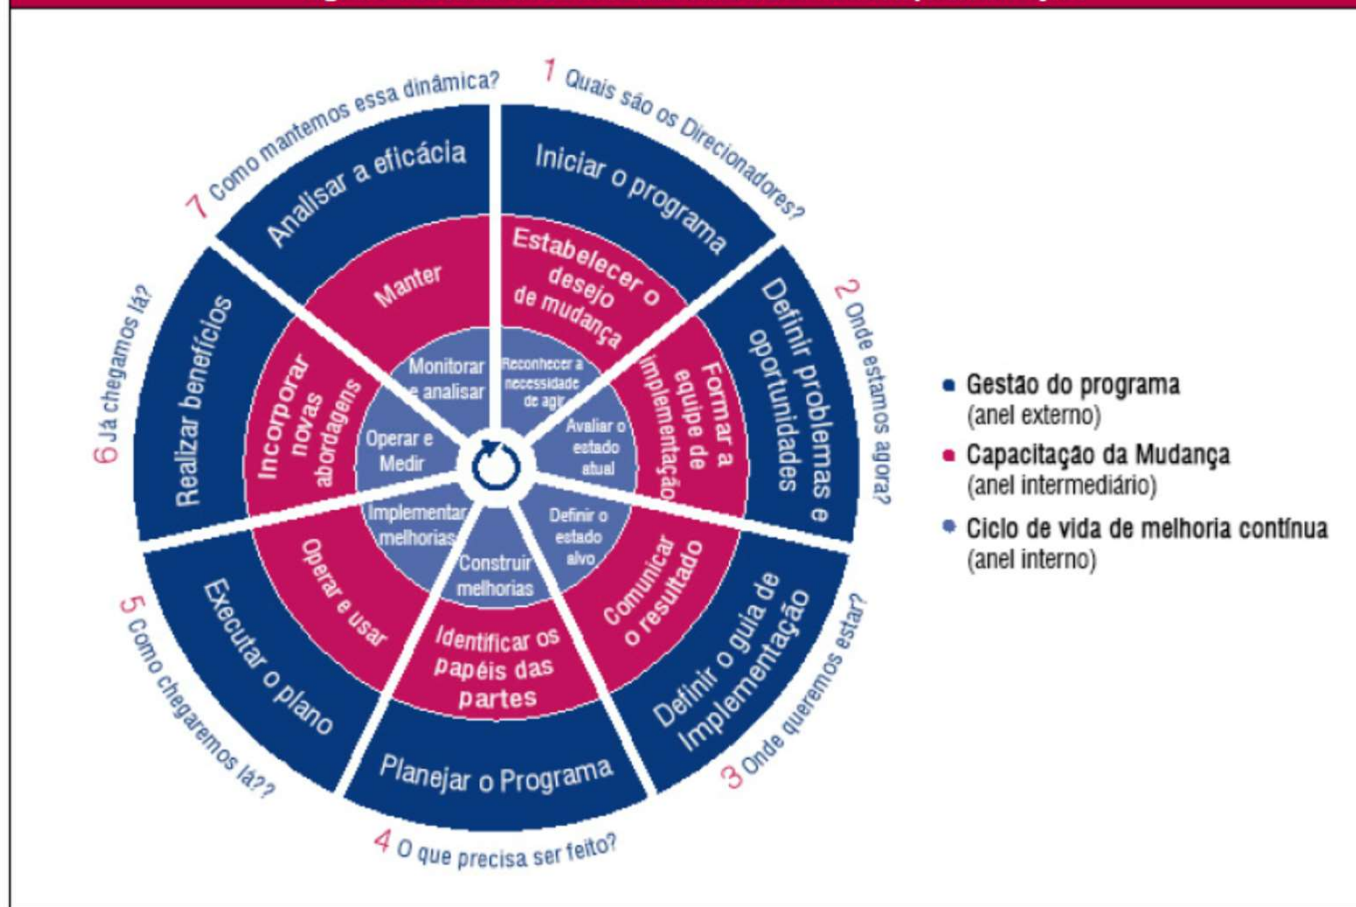 1 Quais são os Direcionadores?
Iniciar o programa
Estabelecer o
desejo
de mudança
Reconhecer a
necessidade
de agir
2 Onde estamos agora?
Definir problemas e
oportunidades
Formar a
equipe de
implementação
Avaliar o
estado
atual
3 Onde queremos estar?
Definir o guia de
Implementação
Comunicar
o resultado
Definir o
estado
alvo
4 O que precisa ser feito?
Planejar o Programa
Identificar os
papéis das
partes
Construir
melhorias
5 Como chegaremos lá??
Executar o plano
Operar e usar
Implementar
melhorias
6 Já chegamos lá?
Realizar benefícios
Incorporar
novas
abordagens
Operar e
Medir
7 Como mantemos essa dinâmica?
Analisar a eficácia
Manter
Monitorar
e analisar
Gestão do programa
(anel externo)
Capacitação da Mudança
(anel intermediário)
Ciclo de vida de melhoria contínua
(anel interno)